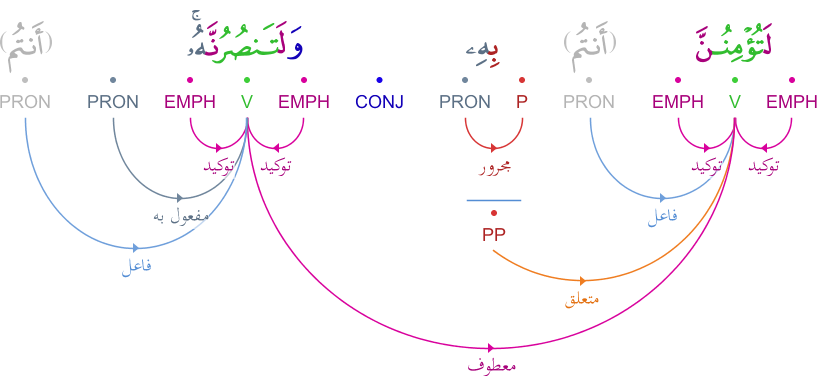 لَتُؤْمِنُنَّ (أَنتُم) بِهِۦ وَلَتَنصُرُنَّهُۥ ۚ (أَنتُم)
PRON PRON EMPH V EMPH CONJ PRON P PRON EMPH V EMPH
توكيد توكيد مجرور توكيد توكيد
مفعول به فاعل
PP
فاعل
متعلق
معطوف